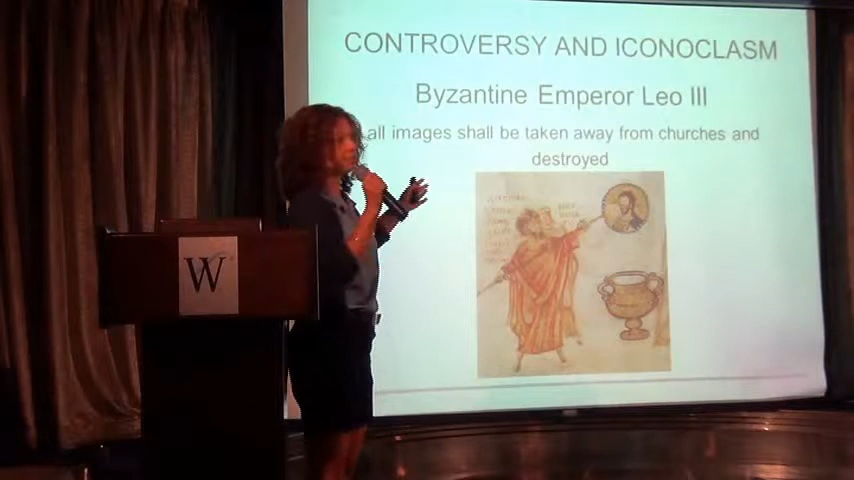 CONTROVERSY AND ICONOCLASM
Byzantine Emperor Leo III
all images shall be taken away from churches and
destroyed
W